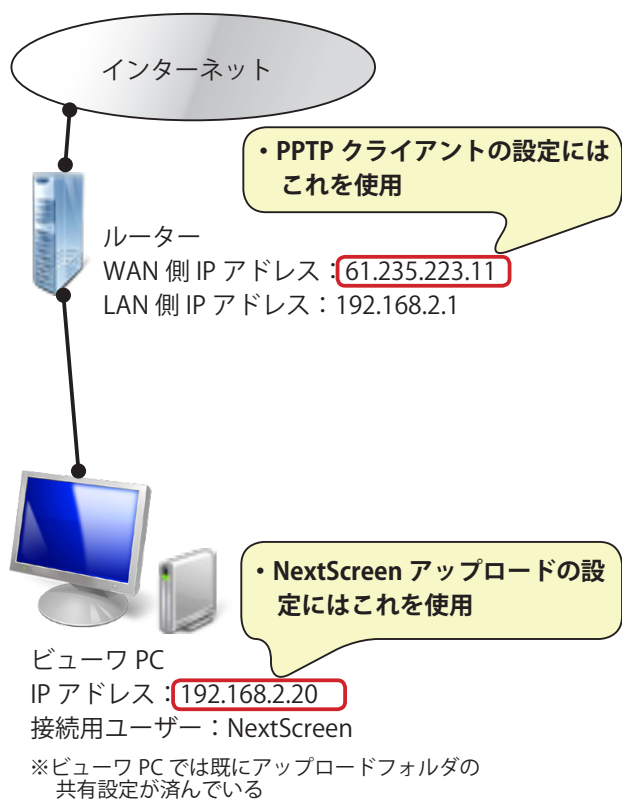 インターネット
・PPTP クライアントの設定には
これを使用
ルーター
WAN 側 IP アドレス：61.235.223.11
LAN 側 IP アドレス：192.168.2.1
・NextScreen アップロードの設
定にはこれを使用
ビューワ PC
IP アドレス：192.168.2.20
接続用ユーザー：NextScreen
※ビューワ PC では既にアップロードフォルダの
共有設定が済んでいる